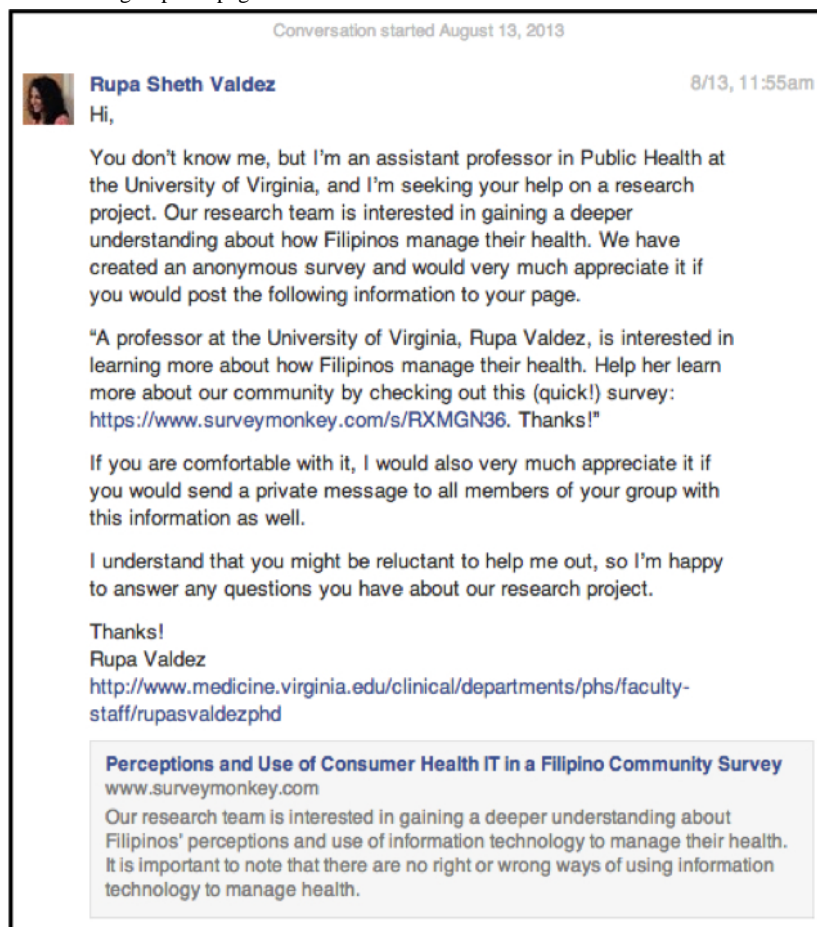 Conversation started August 13, 2013
Rupa Sheth Valdez
8/13, 11:55am
Hi,
You don't know me, but I'm an assistant professor in Public Health at
the University of Virginia, and I'm seeking your help on a research
project. Our research team is interested in gaining a deeper
understanding about how Filipinos manage their health. We have
created an anonymous survey and would very much appreciate it if
you would post the following information to your page.
"A professor at the University of Virginia, Rupa Valdez, is interested in
learning more about how Filipinos manage their health. Help her learn
more about our community by checking out this (quick!) survey:
https://www.surveymonkey.com/s/RXMGN36. Thanks!"
If you are comfortable with it, I would also very much appreciate it if
you would send a private message to all members of your group with
this information as well.
I understand that you might be reluctant to help me out, so I'm happy
to answer any questions you have about our research project.
Thanks!
Rupa Valdez
http://www.medicine.virginia.edu/clinical/departments/phs/faculty-
staff/rupasvaldezphd
Perceptions and Use of Consumer Health IT in a Filipino Community Survey
www.surveymonkey.com
Our research team is interested in gaining a deeper understanding about
Filipinos' perceptions and use of information technology to manage their health.
It is important to note that there are no right or wrong ways of using information
technology to manage health.